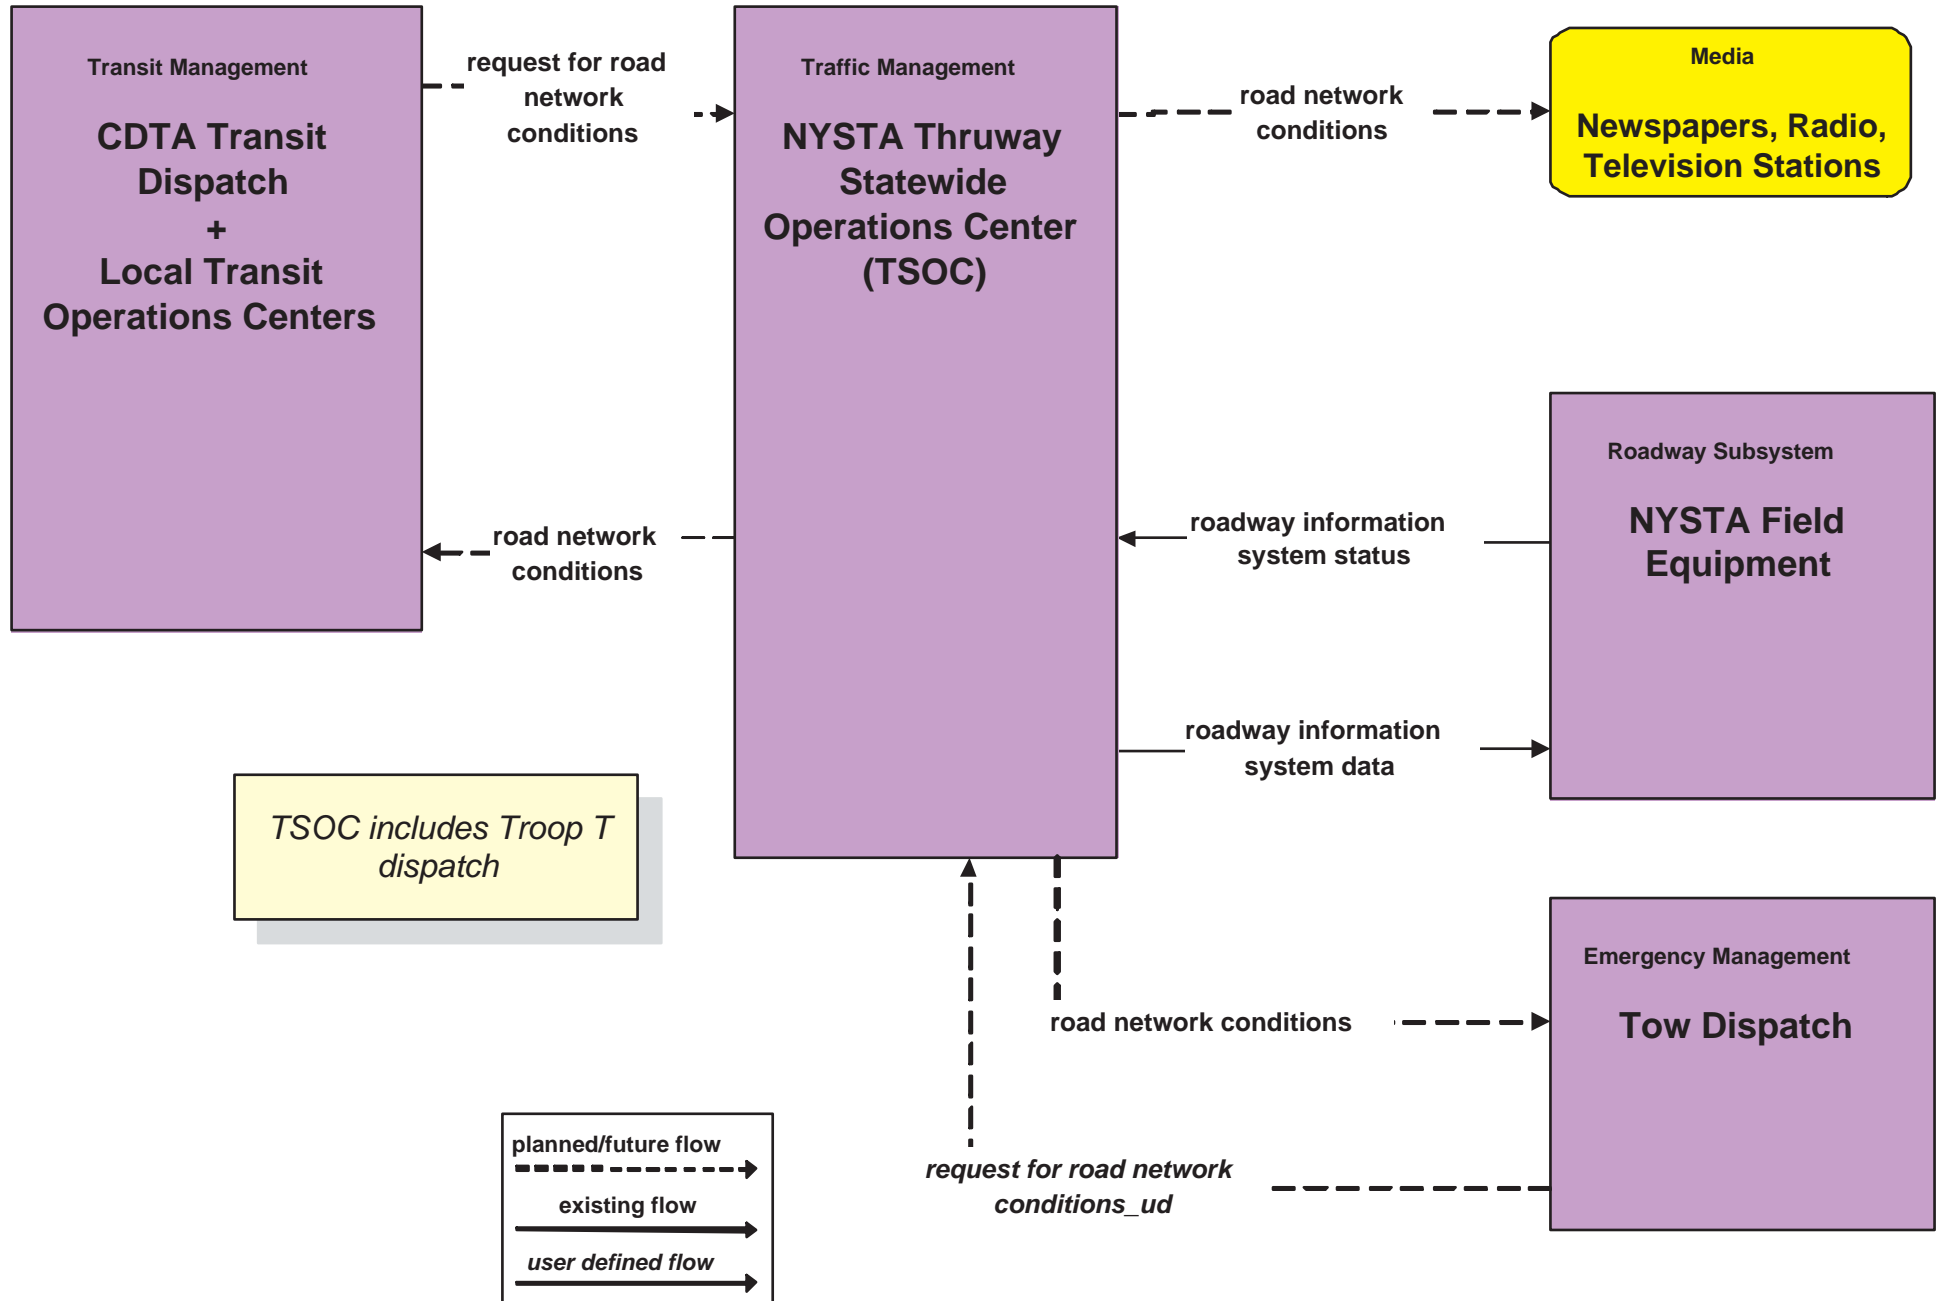 Transit Management
CDTA Transit
Dispatch
+
Local Transit
Operations Centers
request for road
network
conditions
road network
conditions
Traffic Management
NYSTA Thruway
Statewide
Operations Center
(TSOC)
road network
conditions
Media
Newspapers, Radio,
Television Stations
roadway information
system status
roadway information
system data
Roadway Subsystem
NYSTA Field
Equipment
TSOC includes Troop T
dispatch
road network conditions
Emergency Management
Tow Dispatch
request for road network
conditions_ud
planned/future flow
existing flow
user defined flow